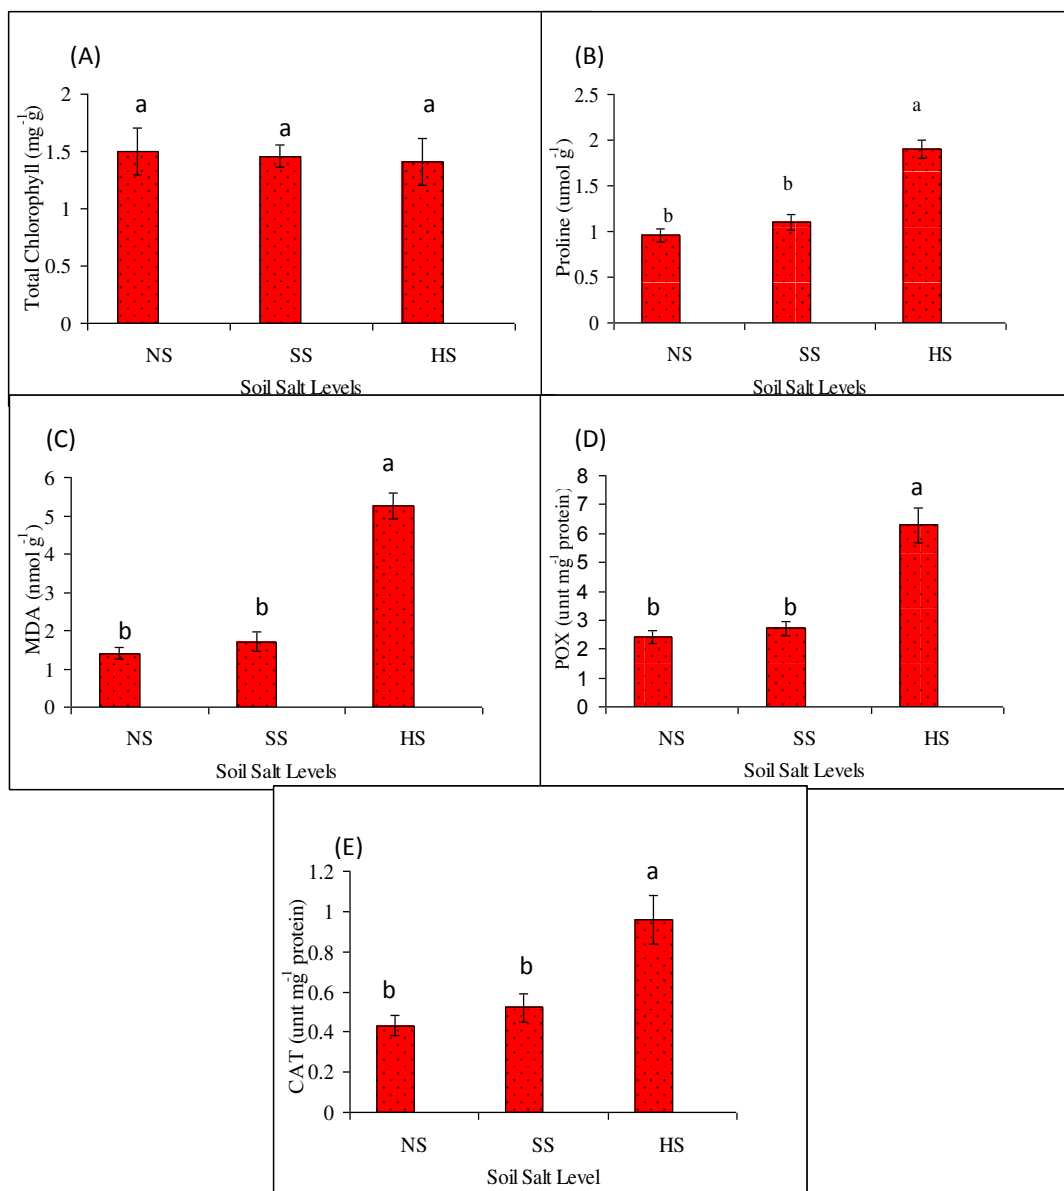 (A)
Total Chlorophyll (mg⁻¹g)
2
1.5
1
0.5
0
a
a
a
NS SS HS
Soil Salt Levels
(B)
Proline (umol g⁻¹)
2.5
2
1.5
1
0.5
0
b
b
a
NS SS HS
Soil Salt Levels
(C)
MDA (nmol g⁻¹)
6
5
4
3
2
1
0
b
b
a
NS SS HS
Soil Salt Levels
(D)
POX (unit mg⁻¹ protein)
8
7
6
5
4
3
2
1
0
b
b
a
NS SS HS
Soil Salt Levels
(E)
CAT (unit mg⁻¹ protein)
1.2
1
0.8
0.6
0.4
0.2
0
b
b
a
NS SS HS
Soil Salt Level